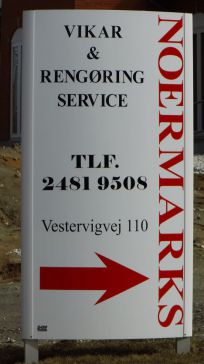 VIKAR
&
RENGØRING
SERVICE
TLF.
2481 9508
Vestervigvej 110
NOERMARKS